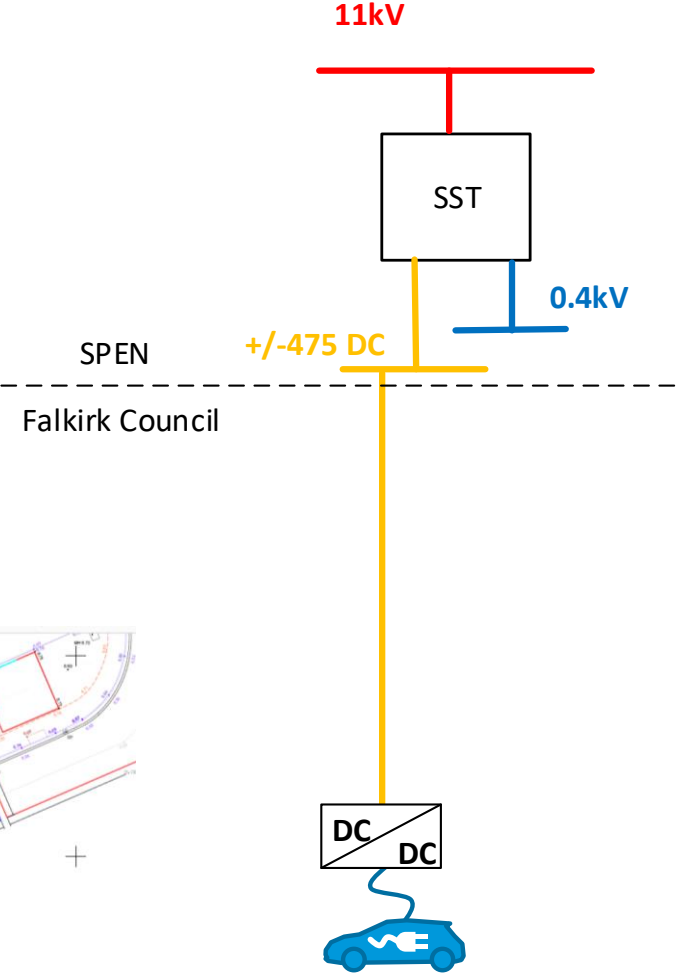 11kV
SST
0.4kV
+/-475 DC
SPEN
Falkirk Council
DC
DC